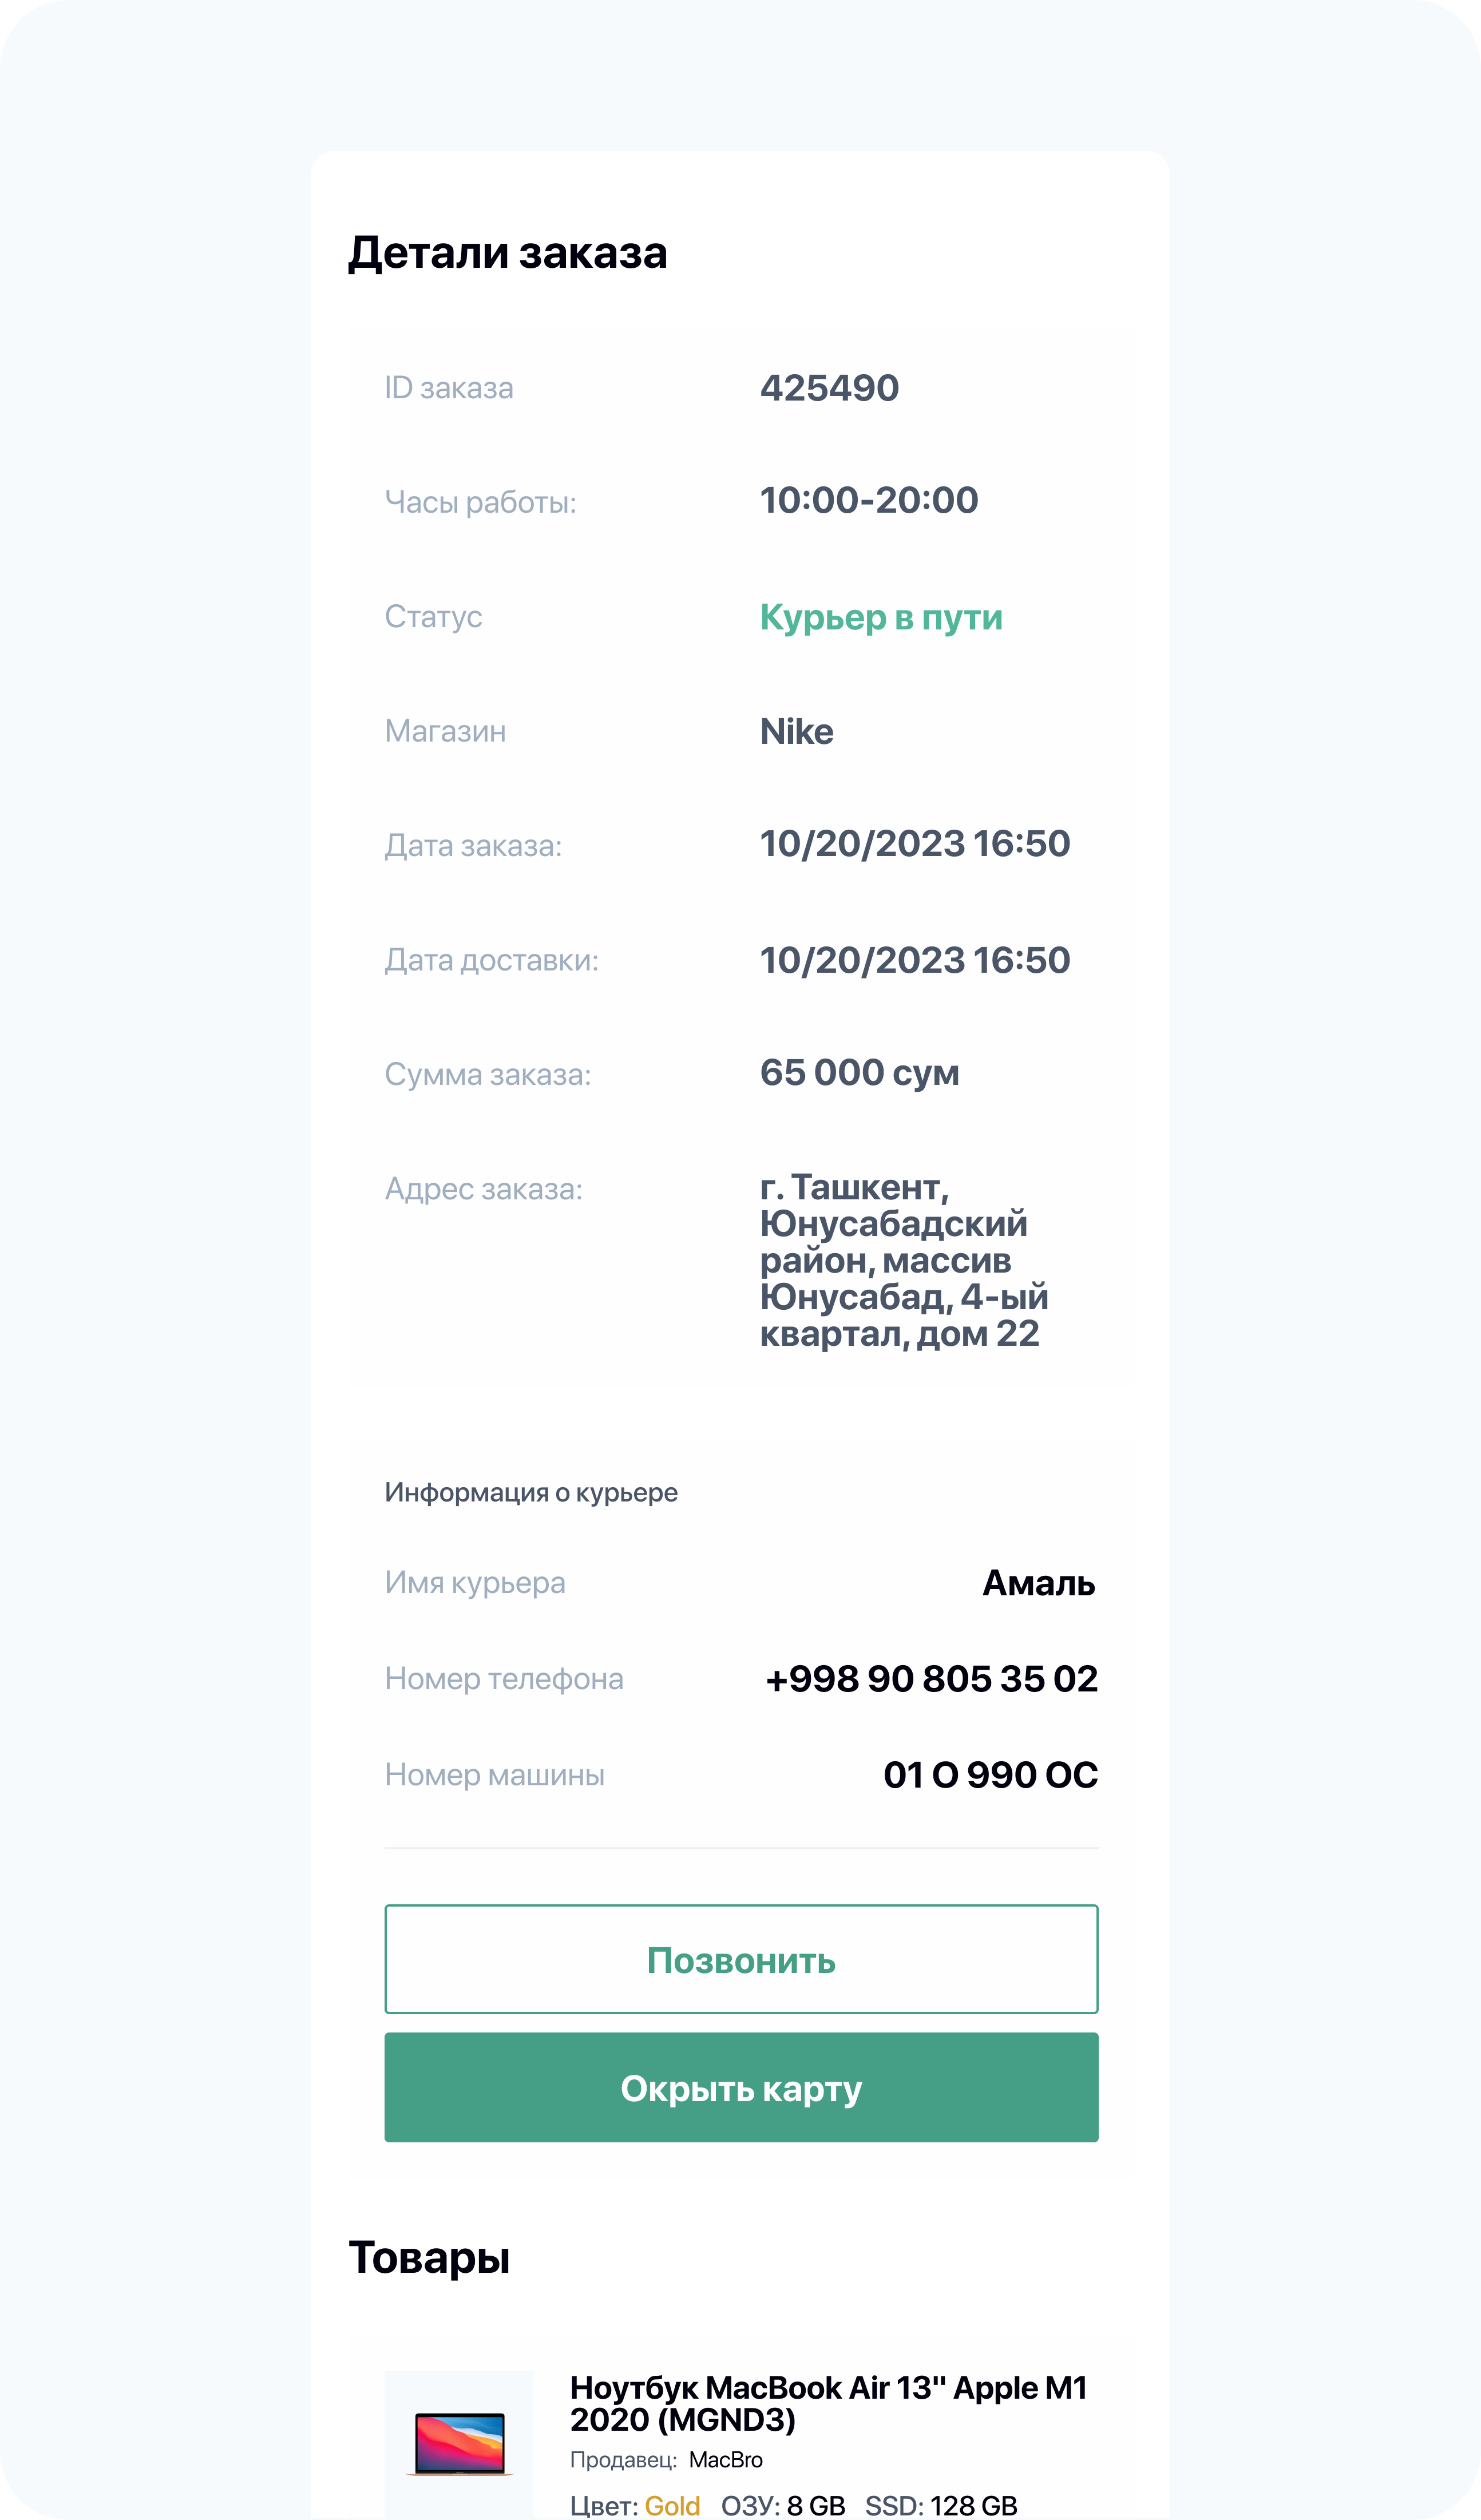 Детали заказа
ID заказа 425490
Часы работы: 10:00-20:00
Статус Курьер в пути
Магазин Nike
Дата заказа: 10/20/2023 16:50
Дата доставки: 10/20/2023 16:50
Сумма заказа: 65 000 сум
Адрес заказа: г. Ташкент,
Юнусабадский
район, массив
Юнусабад, 4-ый
квартал, дом 22
Информация о курьере
Имя курьера Амаль
Номер телефона +998 90 805 35 02
Номер машины 01 O 990 OC
Позвонить
Окрыть карту
Товары
Ноутбук MacBook Air 13" Apple M1
2020 (MGND3)
Продавец: MacBro
Цвет: Gold ОЗУ: 8 GB SSD: 128 GB